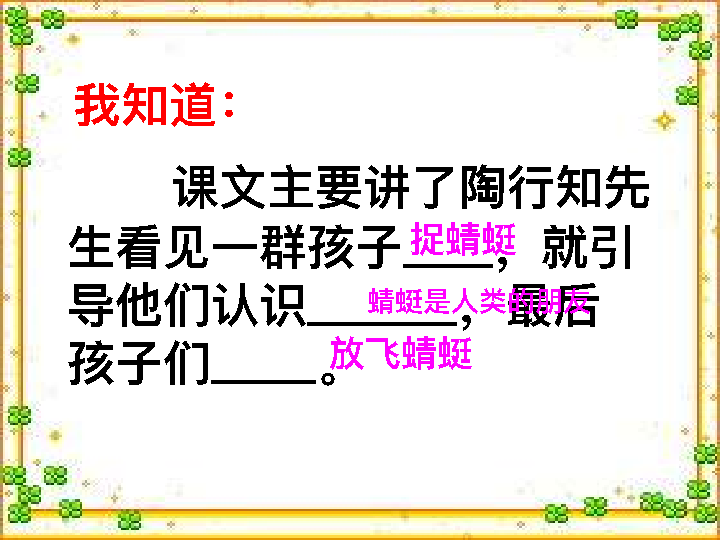 我知道：
课文主要讲了陶行知先
生看见一群孩子捉蜻蜓，就引
导他们认识蜻蜓是人类的朋友，最后
孩子们放飞蜻蜓。